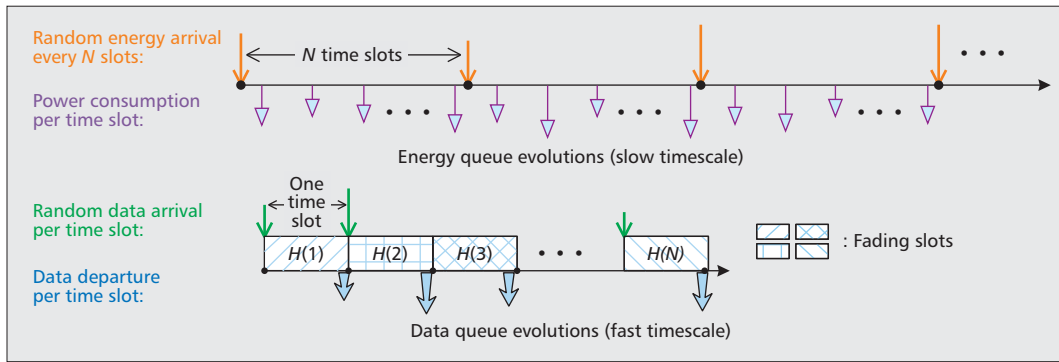 Random energy arrival
every N slots:
N time slots
Power consumption
per time slot:
Energy queue evolutions (slow timescale)
One
time
slot
Random data arrival
per time slot:
H(1)
H(2)
H(3)
H(N)
: Fading slots
Data departure
per time slot:
Data queue evolutions (fast timescale)